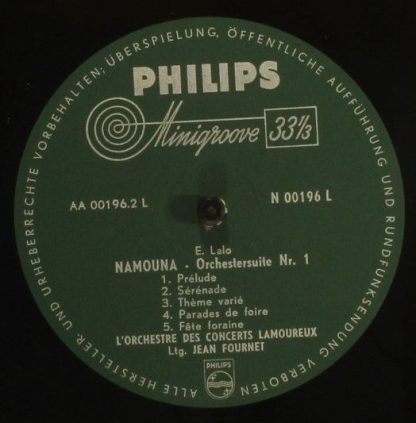 ALLE HERSTELLER- UND URHEBERRECHTE VORBEHALTEN; ÜBERSPIELUNG, ÖFFENTLICHE AUFFÜHRUNG UND RUNDFUNKSENDUNG VERBOTEN
PHILIPS
Minigroove 33⅓
AA 00196.2 L N 00196 L
E. Lalo
NAMOUNA - Orchestersuite Nr. 1
1. Prélude
2. Sérénade
3. Thème varié
4. Parades de foire
5. Fête foraine
L'ORCHESTRE DES CONCERTS LAMOUREUX
Ltg. JEAN FOURNET
PHILIPS